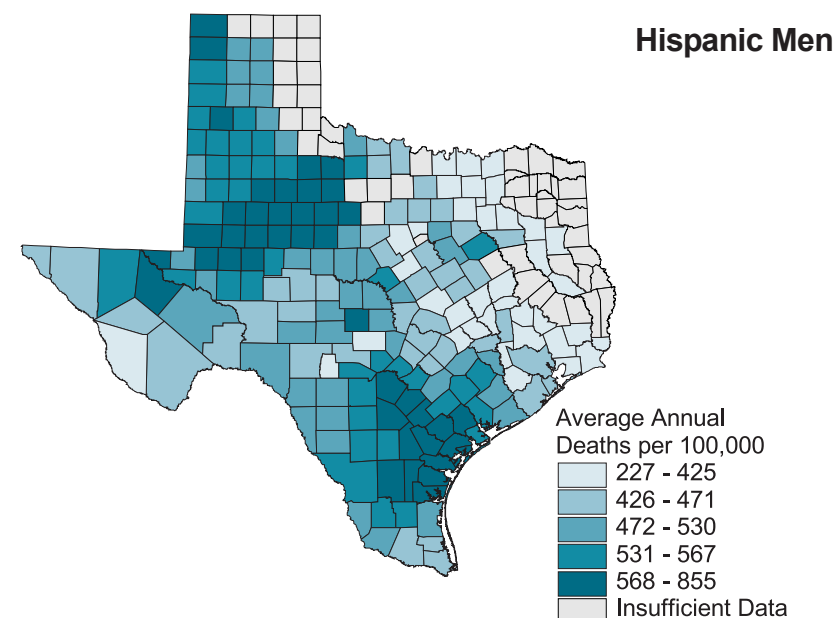 Hispanic Men
Average Annual
Deaths per 100,000
227 - 425
426 - 471
472 - 530
531 - 567
568 - 855
Insufficient Data